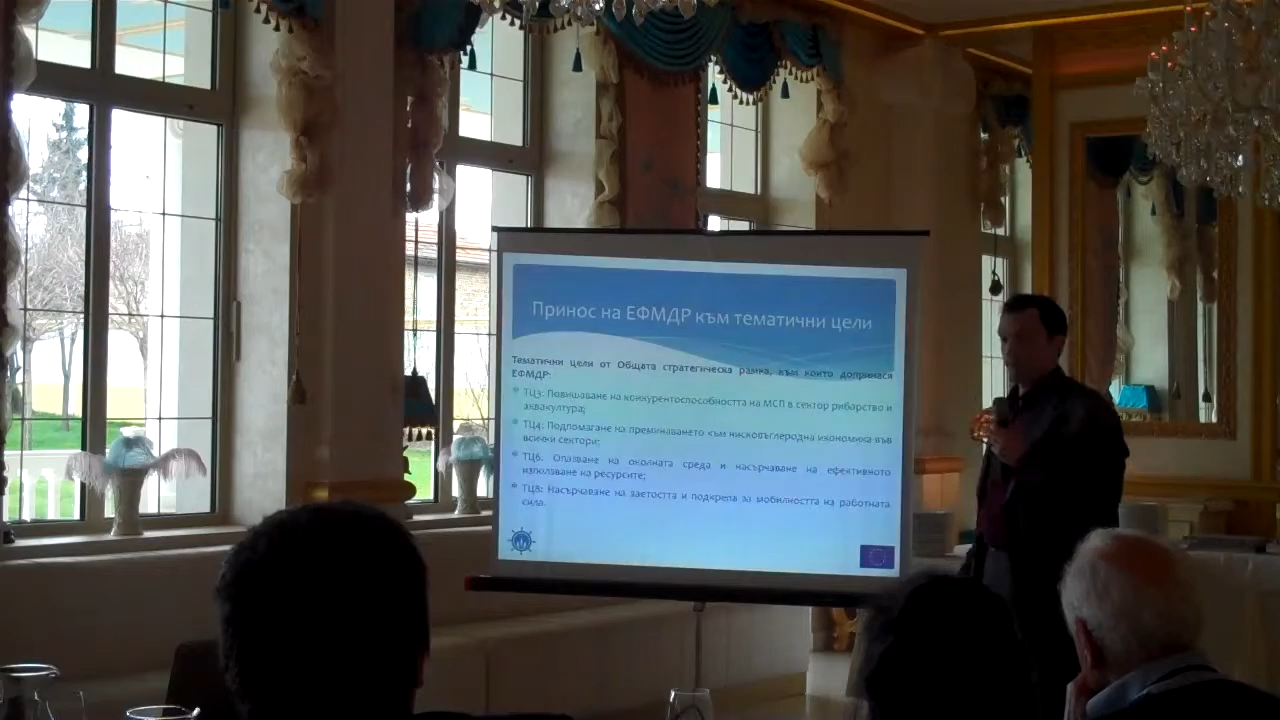 Принос на ЕФМДР към тематични цели
Тематични цели от Общата стратегическа рамка, към които допринася
ЕФМДР:
ТЦ3: Повишаване на конкурентоспособността на МСП в сектор рибарство и
аквакултура;
ТЦ4: Подпомагане на преминаването към нисковъглеродна икономика във
всички сектори;
ТЦ6: Опазване на околната среда и насърчаване на ефективното
използване на ресурсите;
ТЦ8: Насърчаване на заетостта и подкрепа за мобилността на работната
сила.